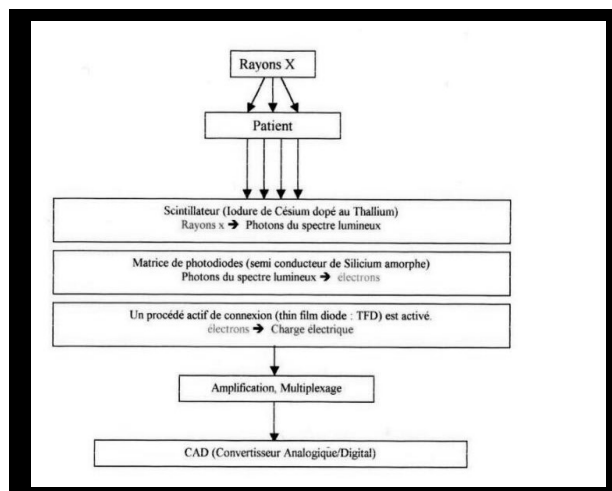 Rayons X
Patient
Scintillateur (Iodure de Césium dopé au Thallium)
Rayons x ➔ Photons du spectre lumineux
Matrice de photodiodes (semi conducteur de Silicium amorphe)
Photons du spectre lumineux ➔ électrons
Un procédé actif de connexion (thin film diode : TFD) est activé.
électrons ➔ Charge électrique
Amplification, Multiplexage
CAD (Convertisseur Analogique/Digital)